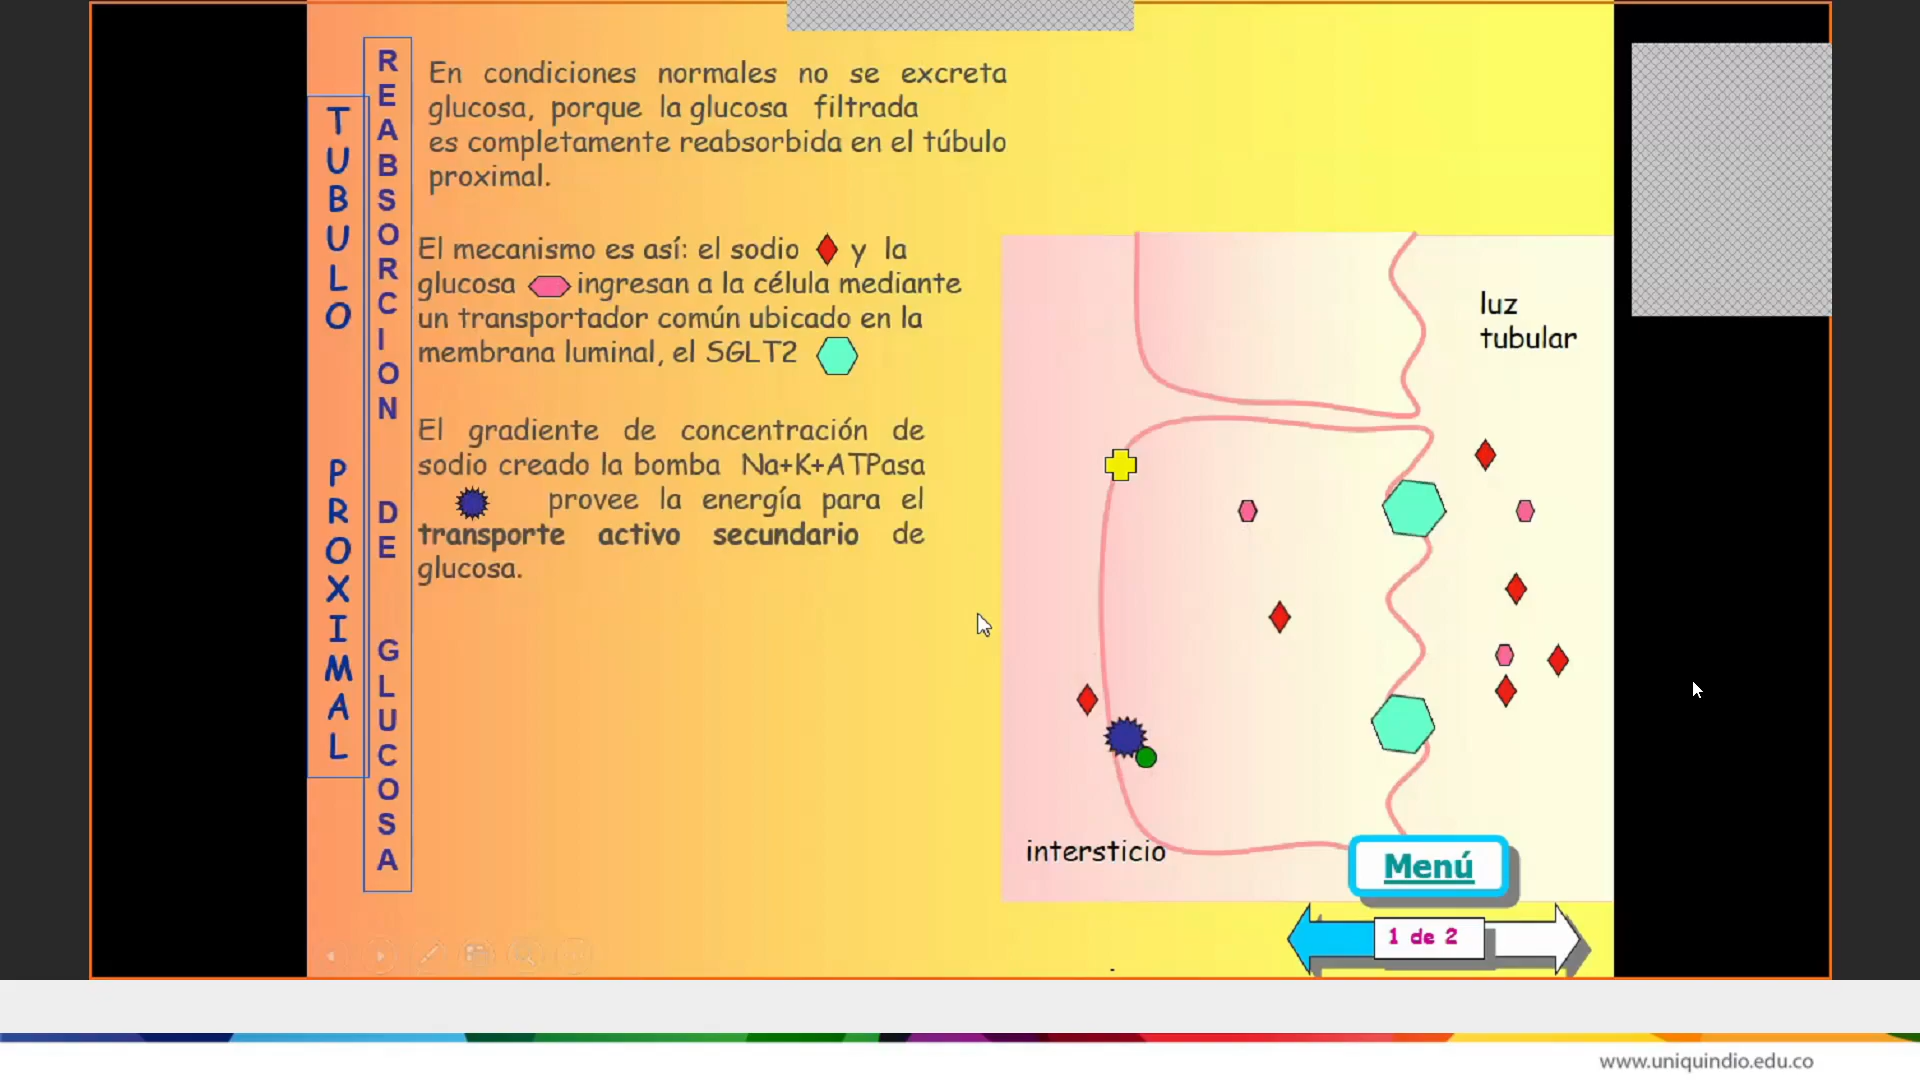 TUBULO PROXIMAL
REABSORCION DE GLUCOSA
En condiciones normales no se excreta
glucosa, porque la glucosa filtrada
es completamente reabsorbida en el túbulo
proximal.
El mecanismo es así: el sodio y la
glucosa ingresan a la célula mediante
un transportador común ubicado en la
membrana luminal, el SGLT2
El gradiente de concentración de
sodio creado la bomba Na+K+ATPasa
provee la energía para el
transporte activo secundario de
glucosa.
luz
tubular
intersticio
Menú
1 de 2
www.uniquindio.edu.co